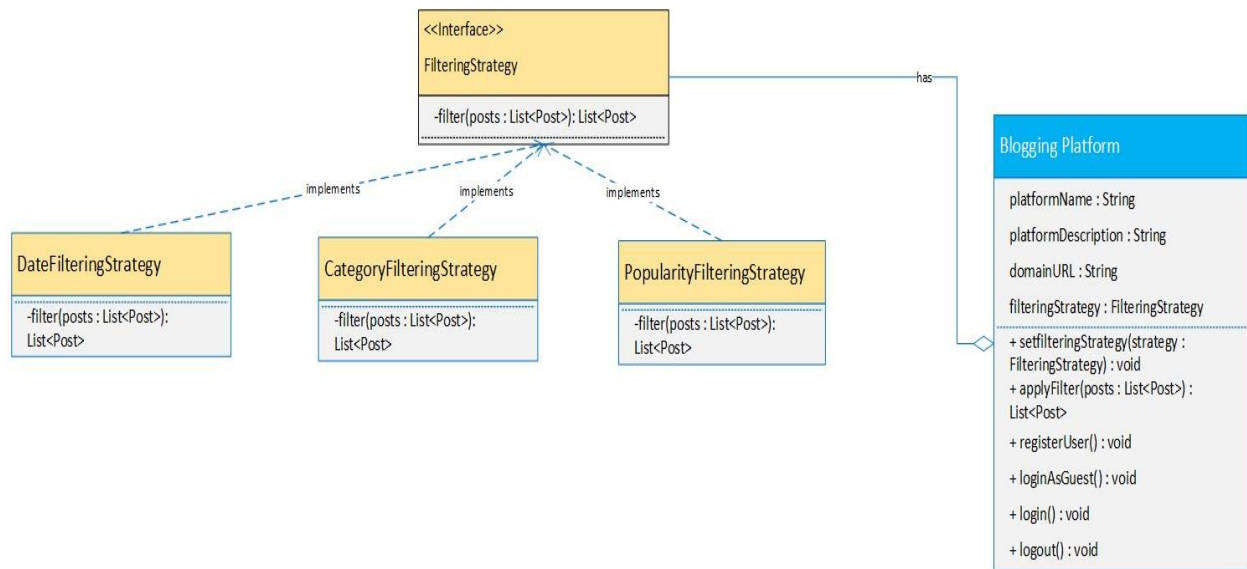 <<Interface>>
FilteringStrategy
-filter(posts : List<Post>): List<Post>
has
implements
implements
implements
DateFilteringStrategy
-filter(posts : List<Post>):
List<Post>
CategoryFilteringStrategy
-filter(posts : List<Post>):
List<Post>
PopularityFilteringStrategy
-filter(posts : List<Post>):
List<Post>
Blogging Platform
platformName : String
platformDescription : String
domainURL : String
filteringStrategy : FilteringStrategy
+ setfilteringStrategy(strategy :
FilteringStrategy) : void
+ applyFilter(posts : List<Post>) :
List<Post>
+ registerUser() : void
+ loginAsGuest() : void
+ login() : void
+ logout() : void